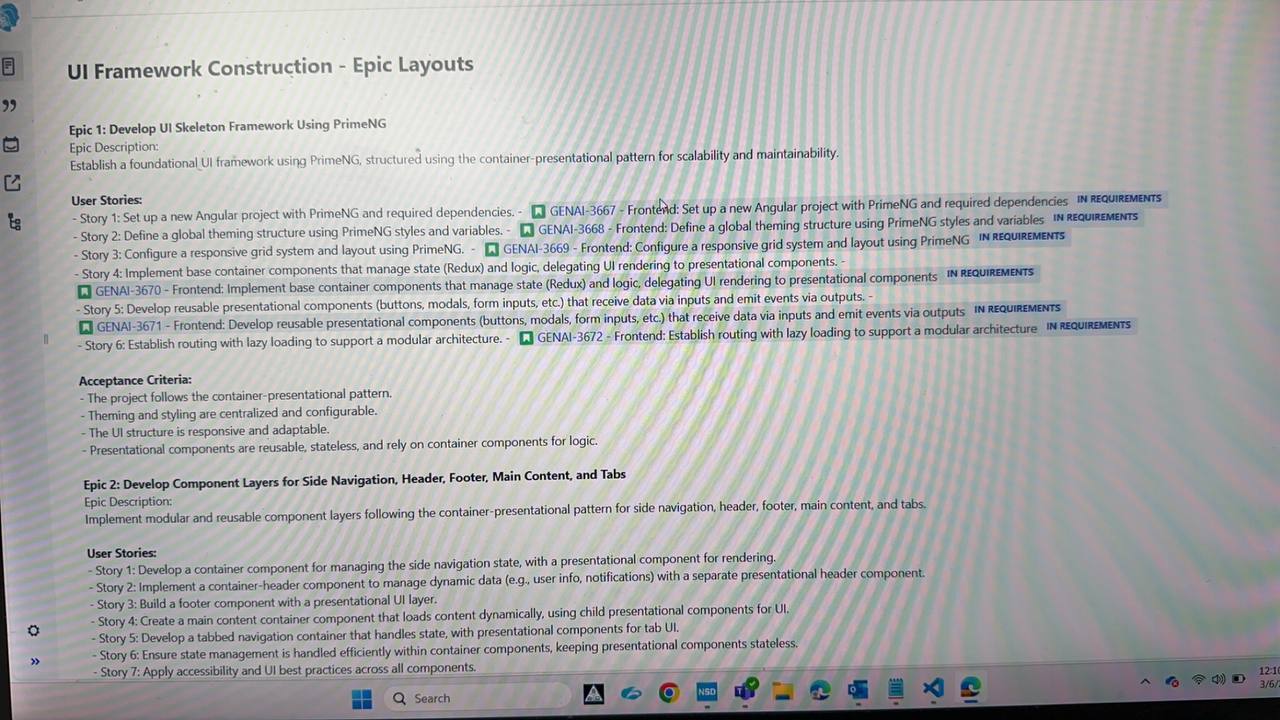 UI Framework Construction - Epic Layouts
Epic 1: Develop UI Skeleton Framework Using PrimeNG
Epic Description:
Establish a foundational UI framework using PrimeNG, structured using the container-presentational pattern for scalability and maintainability.
User Stories:
- Story 1: Set up a new Angular project with PrimeNG and required dependencies. - GENAI-3667 - Frontend: Set up a new Angular project with PrimeNG and required dependencies IN REQUIREMENTS
- Story 2: Define a global theming structure using PrimeNG styles and variables. - GENAI-3668 - Frontend: Define a global theming structure using PrimeNG styles and variables IN REQUIREMENTS
- Story 3: Configure a responsive grid system and layout using PrimeNG. - GENAI-3669 - Frontend: Configure a responsive grid system and layout using PrimeNG IN REQUIREMENTS
- Story 4: Implement base container components that manage state (Redux) and logic, delegating UI rendering to presentational components. -
GENAI-3670 - Frontend: Implement base container components that manage state (Redux) and logic, delegating UI rendering to presentational components IN REQUIREMENTS
- Story 5: Develop reusable presentational components (buttons, modals, form inputs, etc.) that receive data via inputs and emit events via outputs. -
GENAI-3671 - Frontend: Develop reusable presentational components (buttons, modals, form inputs, etc.) that receive data via inputs and emit events via outputs IN REQUIREMENTS
- Story 6: Establish routing with lazy loading to support a modular architecture. - GENAI-3672 - Frontend: Establish routing with lazy loading to support a modular architecture IN REQUIREMENTS
Acceptance Criteria:
- The project follows the container-presentational pattern.
- Theming and styling are centralized and configurable.
- The UI structure is responsive and adaptable.
- Presentational components are reusable, stateless, and rely on container components for logic.
Epic 2: Develop Component Layers for Side Navigation, Header, Footer, Main Content, and Tabs
Epic Description:
Implement modular and reusable component layers following the container-presentational pattern for side navigation, header, footer, main content, and tabs.
User Stories:
- Story 1: Develop a container component for managing the side navigation state, with a presentational component for rendering.
- Story 2: Implement a container-header component to manage dynamic data (e.g., user info, notifications) with a separate presentational header component.
- Story 3: Build a footer component with a presentational UI layer.
- Story 4: Create a main content container component that loads content dynamically, using child presentational components for UI.
- Story 5: Develop a tabbed navigation container that handles state, with presentational components for tab UI.
- Story 6: Ensure state management is handled efficiently within container components, keeping presentational components stateless.
- Story 7: Apply accessibility and UI best practices across all components.
Search
NSD
12:10
3/6/